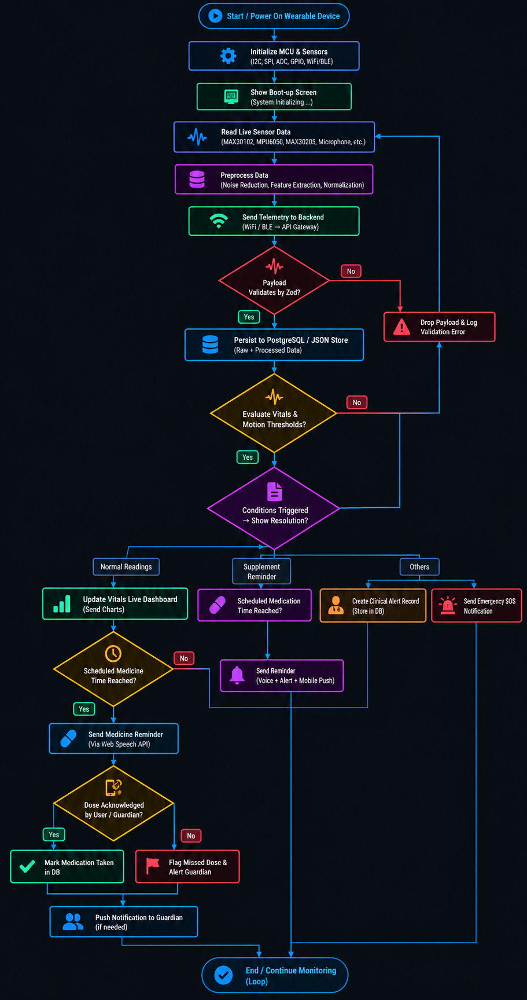 Start / Power On Wearable Device
Initialize MCU & Sensors
(I2C, SPI, ADC, GPIO, WiFi/BLE)
Show Boot-up Screen
(System Initializing ...)
Read Live Sensor Data
(MAX30102, MPU6050, MAX30205, Microphone, etc.)
Preprocess Data
(Noise Reduction, Feature Extraction, Normalization)
Send Telemetry to Backend
(WiFi / BLE → API Gateway)
Payload
Validates by Zod?
No
Yes
Drop Payload & Log
Validation Error
Persist to PostgreSQL / JSON Store
(Raw + Processed Data)
Evaluate Vitals &
Motion Thresholds?
No
Yes
Conditions Triggered
→ Show Resolution?
Normal Readings
Supplement
Reminder
Others
Update Vitals Live Dashboard
(Send Charts)
Scheduled Medication
Time Reached?
Create Clinical Alert Record
(Store in DB)
Send Emergency SOS
Notification
Scheduled Medicine
Time Reached?
No
Yes
Send Reminder
(Voice + Alert + Mobile Push)
Send Medicine Reminder
(Via Web Speech API)
Dose Acknowledged
by User / Guardian?
Yes
No
Mark Medication Taken
in DB
Flag Missed Dose &
Alert Guardian
Push Notification to Guardian
(if needed)
End / Continue Monitoring
(Loop)